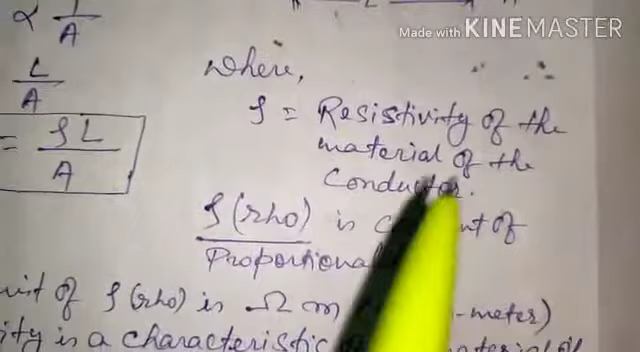 Made with KINEMASTER
∝ 1/A
L/A
where,
= ρL/A
ρ = Resistivity of the
material of the
Conductor.
ρ (rho) is
of
Proportional
of ρ (rho) is Ω m -meter)
is a characteristic